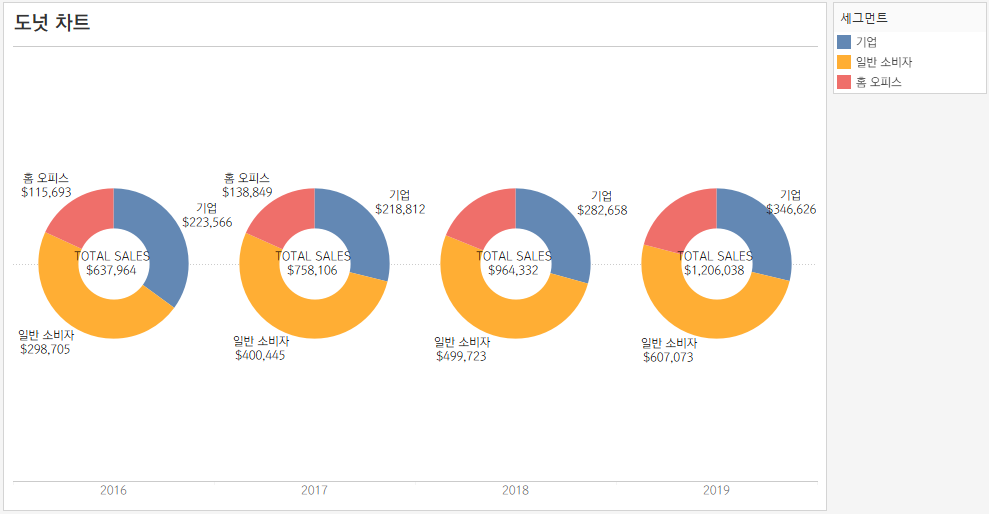 도넛 차트
세그먼트
기업
일반 소비자
홈 오피스
홈 오피스
$115,693
기업
$223,566
TOTAL SALES
$637,964
일반 소비자
$298,705
홈 오피스
$138,849
기업
$218,812
TOTAL SALES
$758,106
일반 소비자
$400,445
기업
$282,658
TOTAL SALES
$964,332
일반 소비자
$499,723
기업
$346,626
TOTAL SALES
$1,206,038
일반 소비자
$607,073
2016
2017
2018
2019